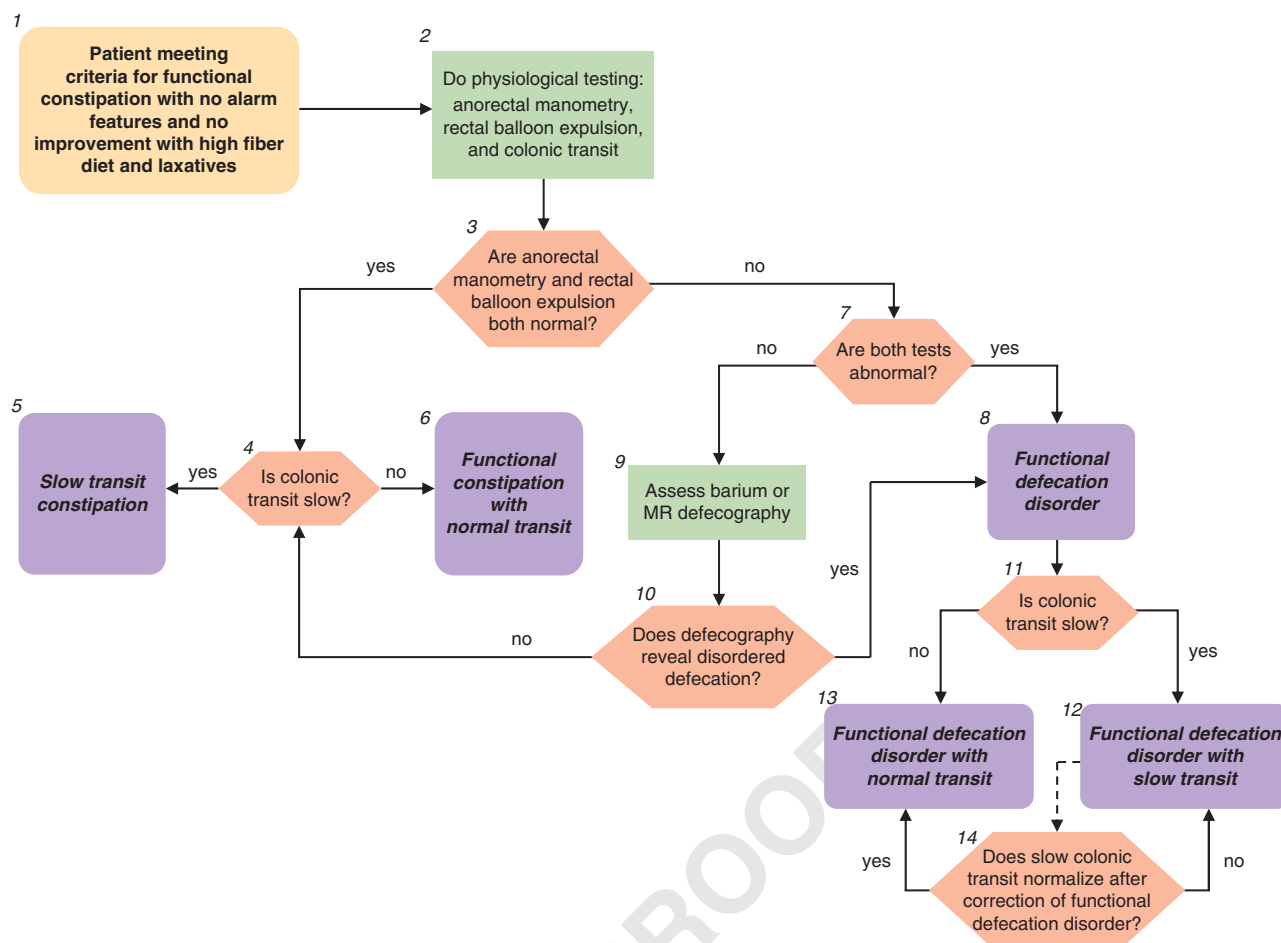 1
Patient meeting
criteria for functional
constipation with no alarm
features and no
improvement with high fiber
diet and laxatives
2
Do physiological testing:
anorectal manometry,
rectal balloon expulsion,
and colonic transit
3
Are anorectal
manometry and rectal
balloon expulsion
both normal?
yes
no
7
Are both tests
abnormal?
no
yes
5
Slow transit
constipation
yes
4
Is colonic
transit slow?
no
6
Functional
constipation
with
normal transit
9
Assess barium or
MR defecography
8
Functional
defecation
disorder
10
Does defecography
reveal disordered
defecation?
no
yes
11
Is colonic
transit slow?
no
yes
13
Functional defecation
disorder with
normal transit
12
Functional defecation
disorder with
slow transit
14
Does slow colonic
transit normalize after
correction of functional
defecation disorder?
yes
no
PROOF